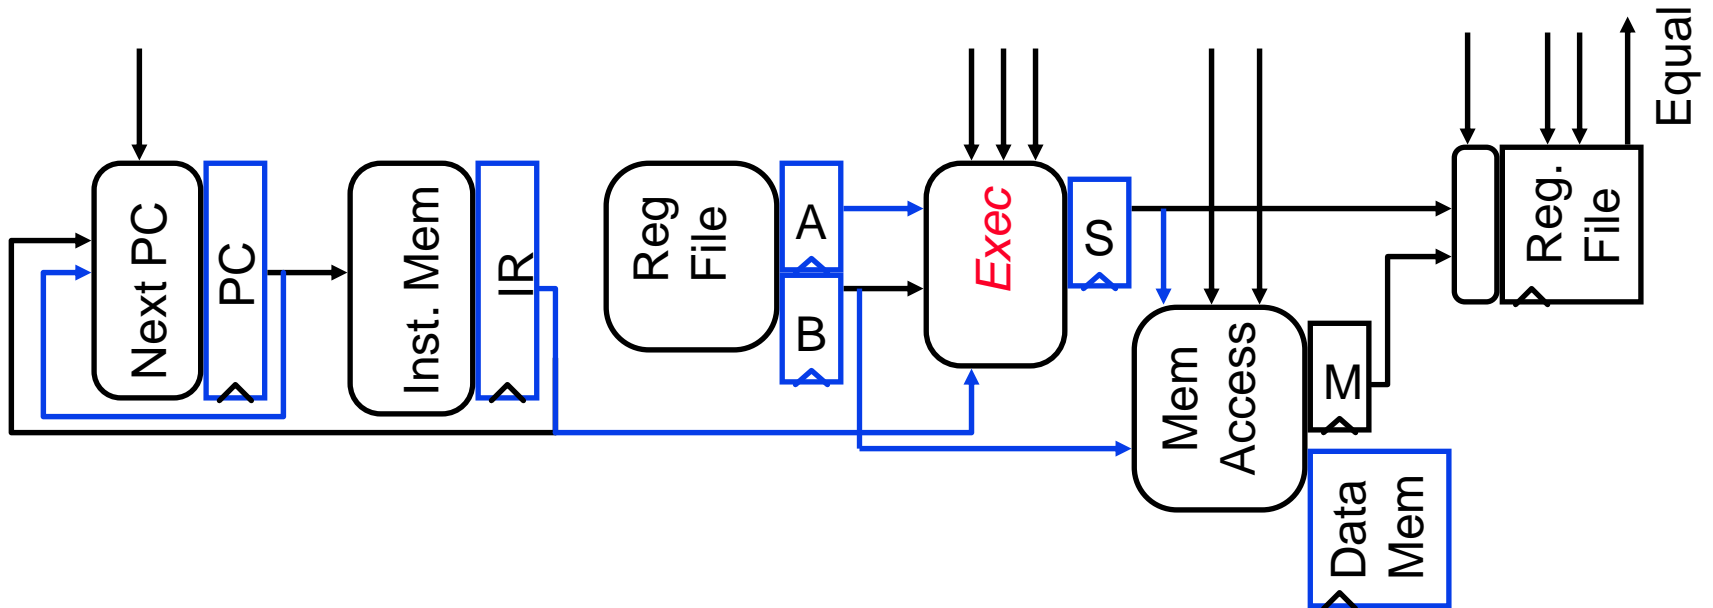 Next PC
PC
Inst. Mem
IR
Reg
File
A
B
Exec
S
Mem
Access
M
Data
Mem
Reg.
File
Equal